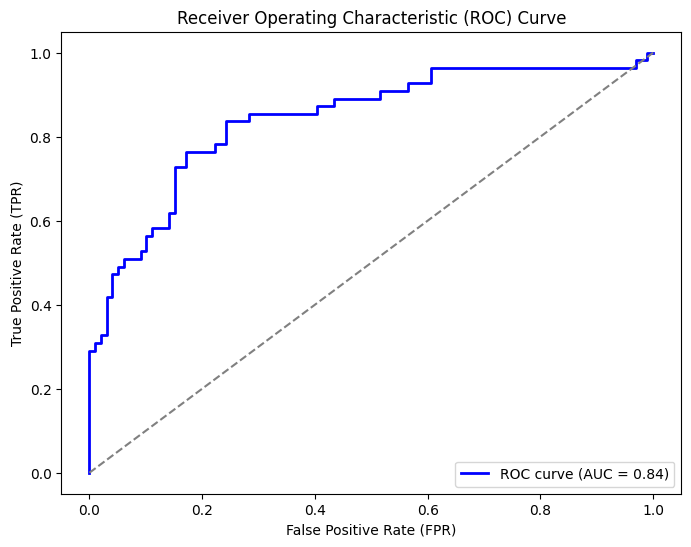 Receiver Operating Characteristic (ROC) Curve
True Positive Rate (TPR)
1.0
0.8
0.6
0.4
0.2
0.0
0.0 0.2 0.4 0.6 0.8 1.0
False Positive Rate (FPR)
ROC curve (AUC = 0.84)